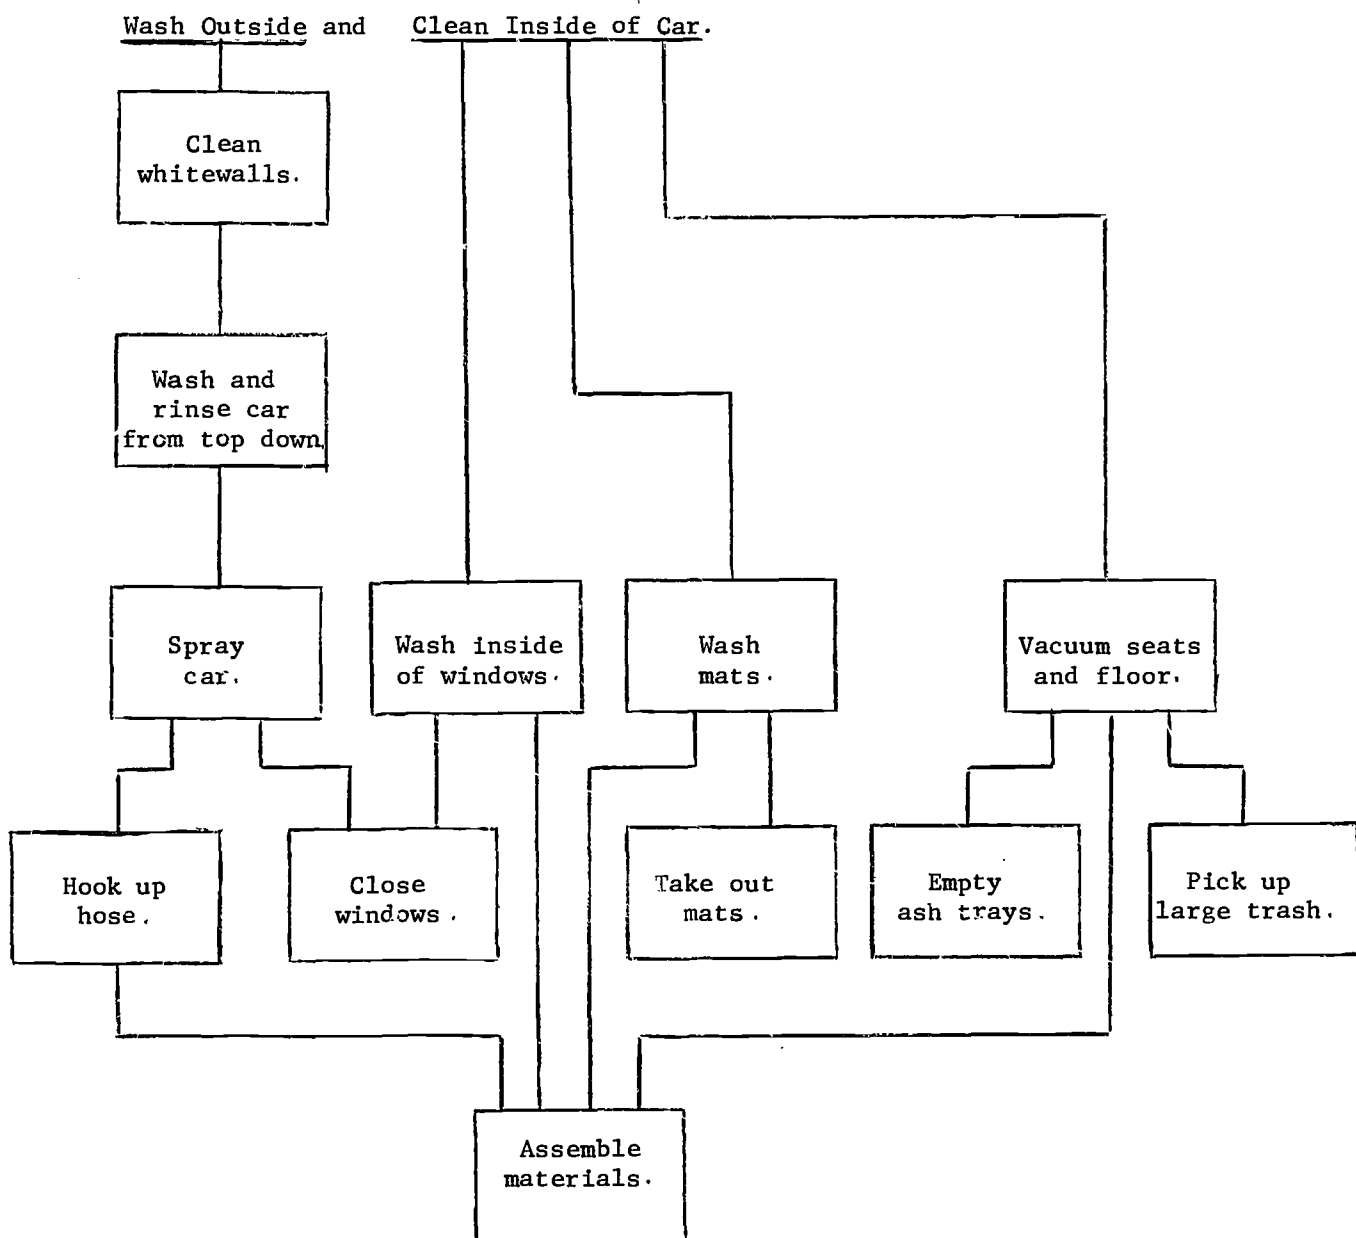 Wash Outside and Clean Inside of Car.
Clean
whitewalls.
Wash and
rinse car
from top down.
Spray
car.
Wash inside
of windows.
Wash
mats.
Vacuum seats
and floor.
Hook up
hose.
Close
windows.
Take out
mats.
Empty
ash trays.
Pick up
large trash.
Assemble
materials.